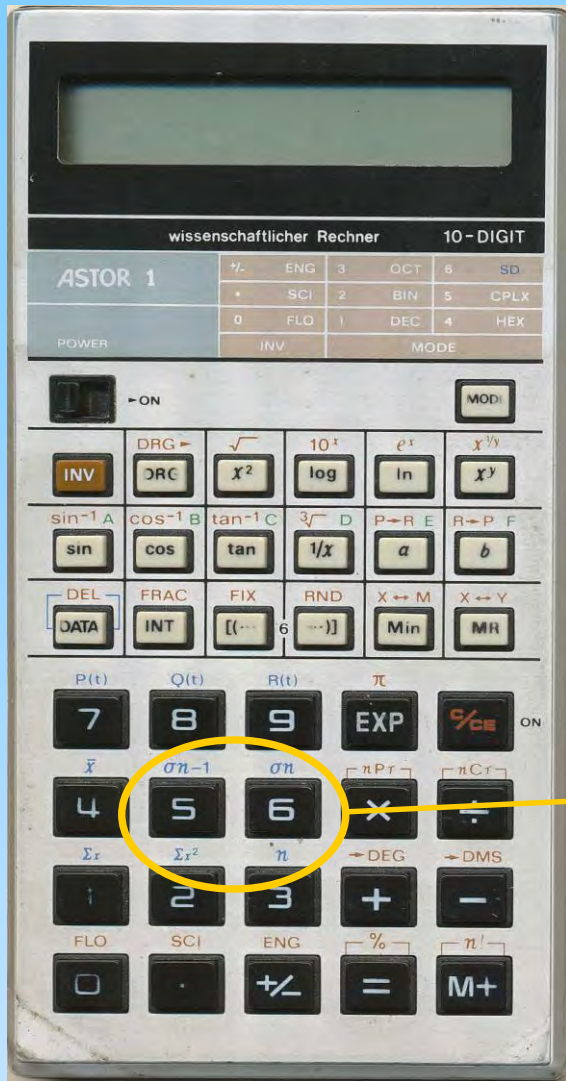 wissenschaftlicher Rechner 10-DIGIT
ASTOR 1
+/- ENG 3 OCT 6 SD
• SCI 2 BIN 5 CPLX
0 FLO 1 DEC 4 HEX
POWER INV MODE
►ON MODE
DRG► √ 10ˣ eˣ x¹/ʸ
INV DRG x² log ln xʸ
sin⁻¹ A cos⁻¹ B tan⁻¹ C ³√ D P→R E R→P F
sin cos tan 1/x a b
DEL FRAC FIX RND X↔M X↔Y
DATA INT [(··· 6 ···)] Min MR
P(t) Q(t) R(t) π
7 8 9 EXP C/CE ON
x̄ σn-1 σn nPr nCr
4 5 6 × ÷
Σx Σx² n →DEG →DMS
1 2 3 + −
FLO SCI ENG % n!
0 · +/− = M+